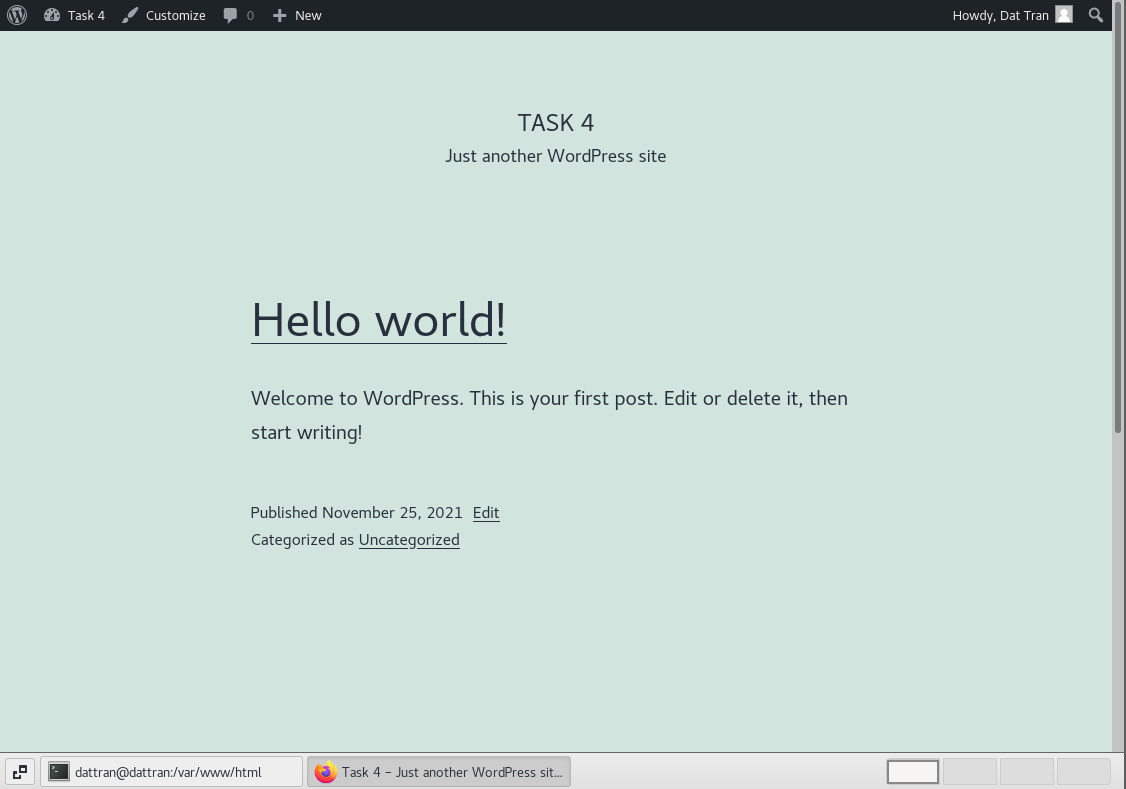 Task 4 Customize 0 New Howdy, Dat Tran
TASK 4
Just another WordPress site
Hello world!
Welcome to WordPress. This is your first post. Edit or delete it, then
start writing!
Published November 25, 2021 Edit
Categorized as Uncategorized
dattran@dattran:/var/www/html Task 4 – Just another WordPress sit...